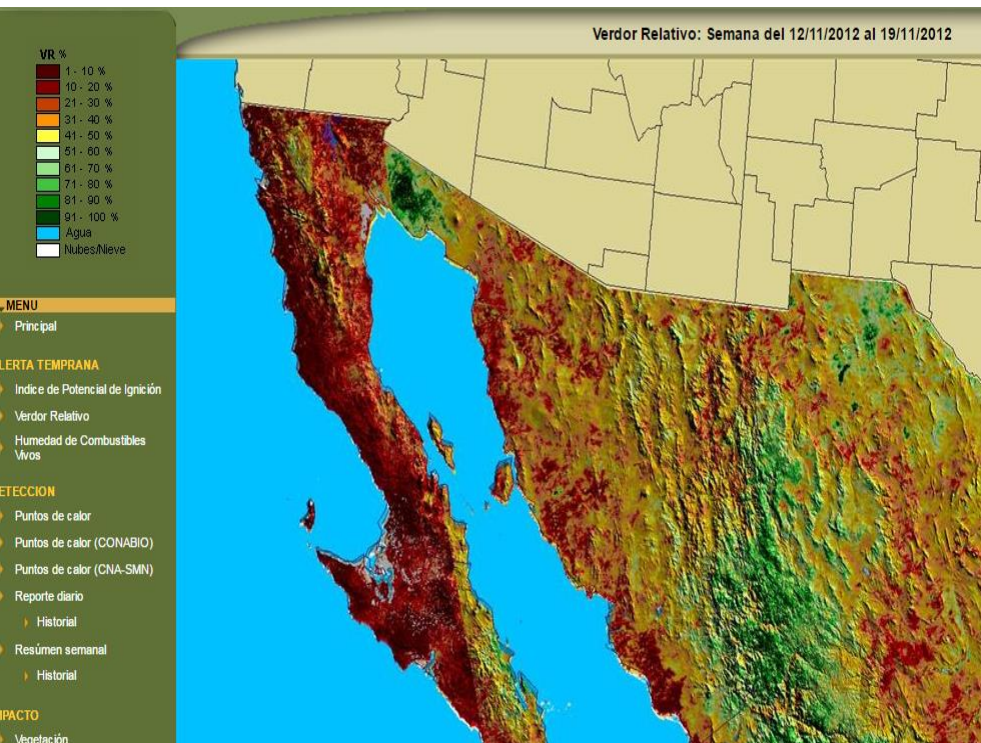 Verdor Relativo: Semana del 12/11/2012 al 19/11/2012
VR %
1 - 10 %
10 - 20 %
21 - 30 %
31 - 40 %
41 - 50 %
51 - 60 %
61 - 70 %
71 - 80 %
81 - 90 %
91 - 100 %
Agua
Nubes/Nieve
MENU
Principal
LERTA TEMPRANA
Indice de Potencial de Ignición
Verdor Relativo
Humedad de Combustibles
Vivos
ETECCION
Puntos de calor
Puntos de calor (CONABIO)
Puntos de calor (CNA-SMN)
Reporte diario
Historial
Resúmen semanal
Historial
MPACTO
Vegetación